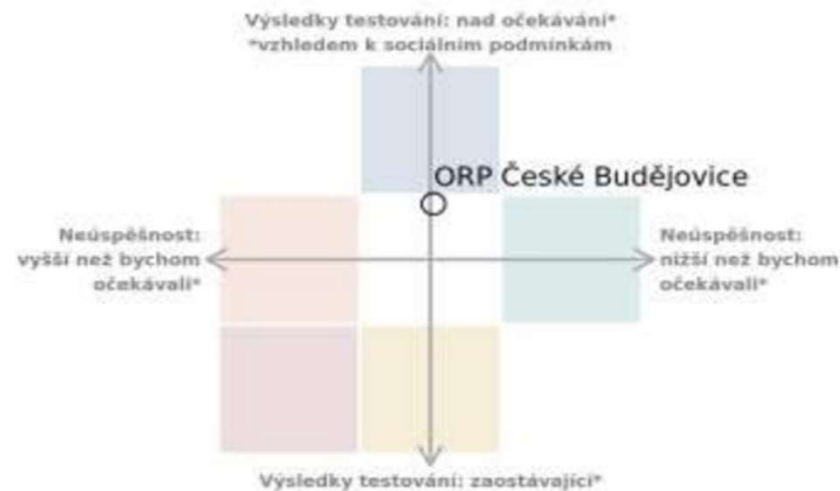 Výsledky testování: nad očekávání*
*vzhledem k sociálním podmínkám
ORP České Budějovice
Neúspěšnost:
vyšší než bychom
očekávali*
Neúspěšnost:
nižší než bychom
očekávali*
Výsledky testování: zaostávající*